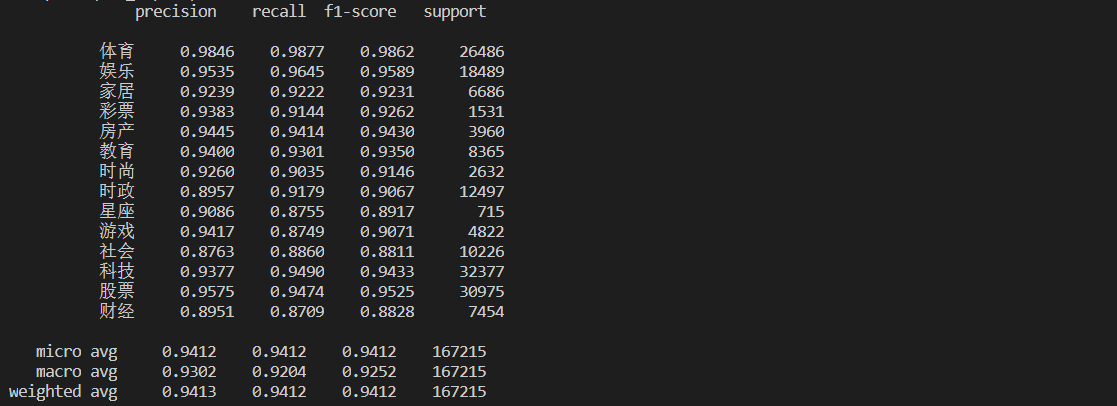 precision recall f1-score support
体育 0.9846 0.9877 0.9862 26486
娱乐 0.9535 0.9645 0.9589 18489
家居 0.9239 0.9222 0.9231 6686
彩票 0.9383 0.9144 0.9262 1531
房产 0.9445 0.9414 0.9430 3960
教育 0.9400 0.9301 0.9350 8365
时尚 0.9260 0.9035 0.9146 2632
时政 0.8957 0.9179 0.9067 12497
星座 0.9086 0.8755 0.8917 715
游戏 0.9417 0.8749 0.9071 4822
社会 0.8763 0.8860 0.8811 10226
科技 0.9377 0.9490 0.9433 32377
股票 0.9575 0.9474 0.9525 30975
财经 0.8951 0.8709 0.8828 7454
micro avg 0.9412 0.9412 0.9412 167215
macro avg 0.9302 0.9204 0.9252 167215
weighted avg 0.9413 0.9412 0.9412 167215